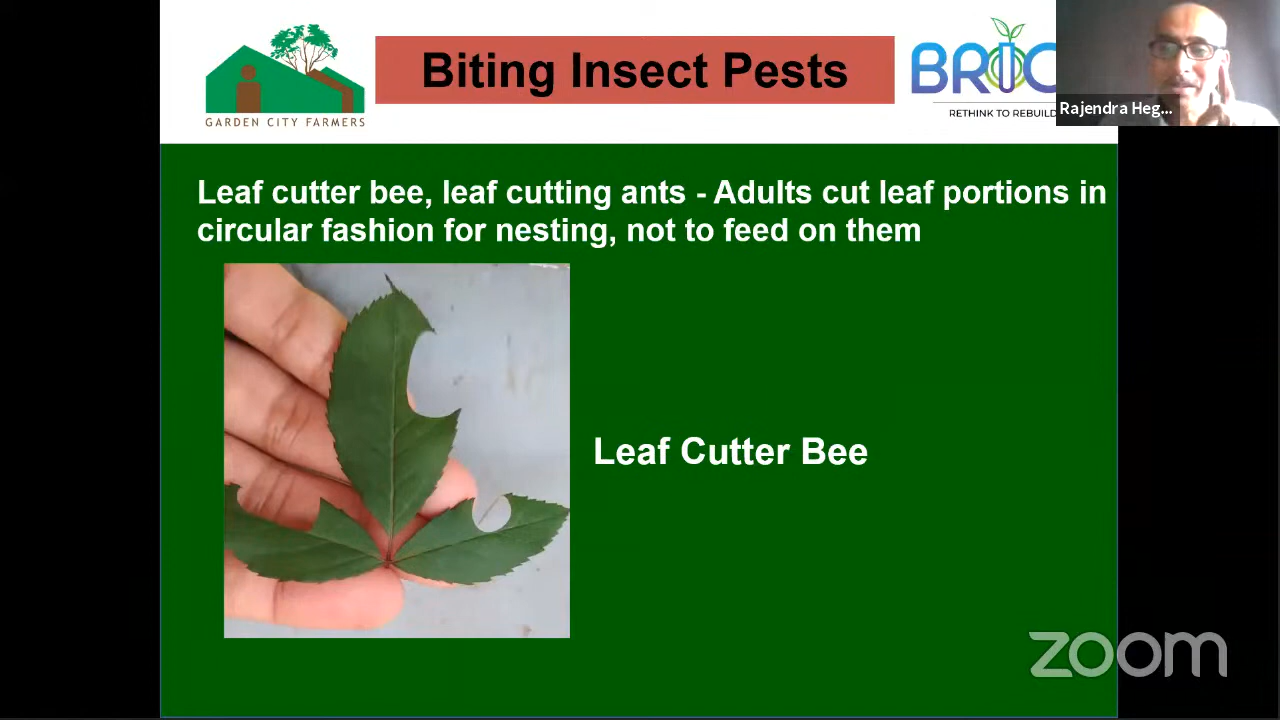 GARDEN CITY FARMERS
Biting Insect Pests
RETHINK TO REBUILD
Rajendra Heg...
Leaf cutter bee, leaf cutting ants - Adults cut leaf portions in
circular fashion for nesting, not to feed on them
Leaf Cutter Bee
zoom